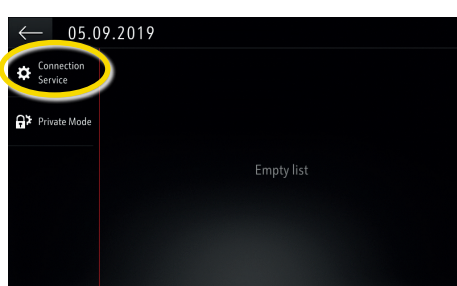 05.09.2019
Connection
Service
Private Mode
Empty list